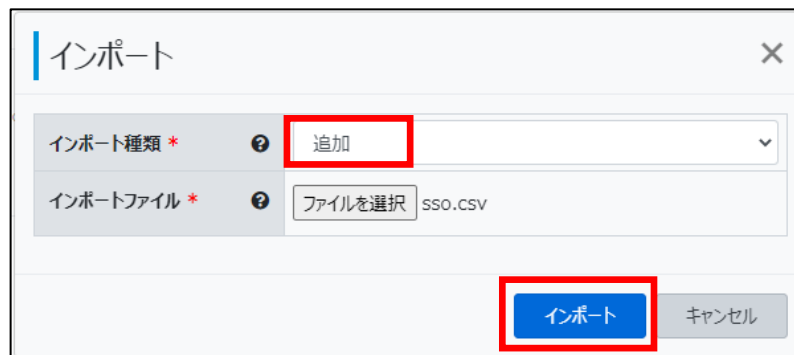 インポート
インポート種類 * 追加
インポートファイル * ファイルを選択 sso.csv
インポート キャンセル